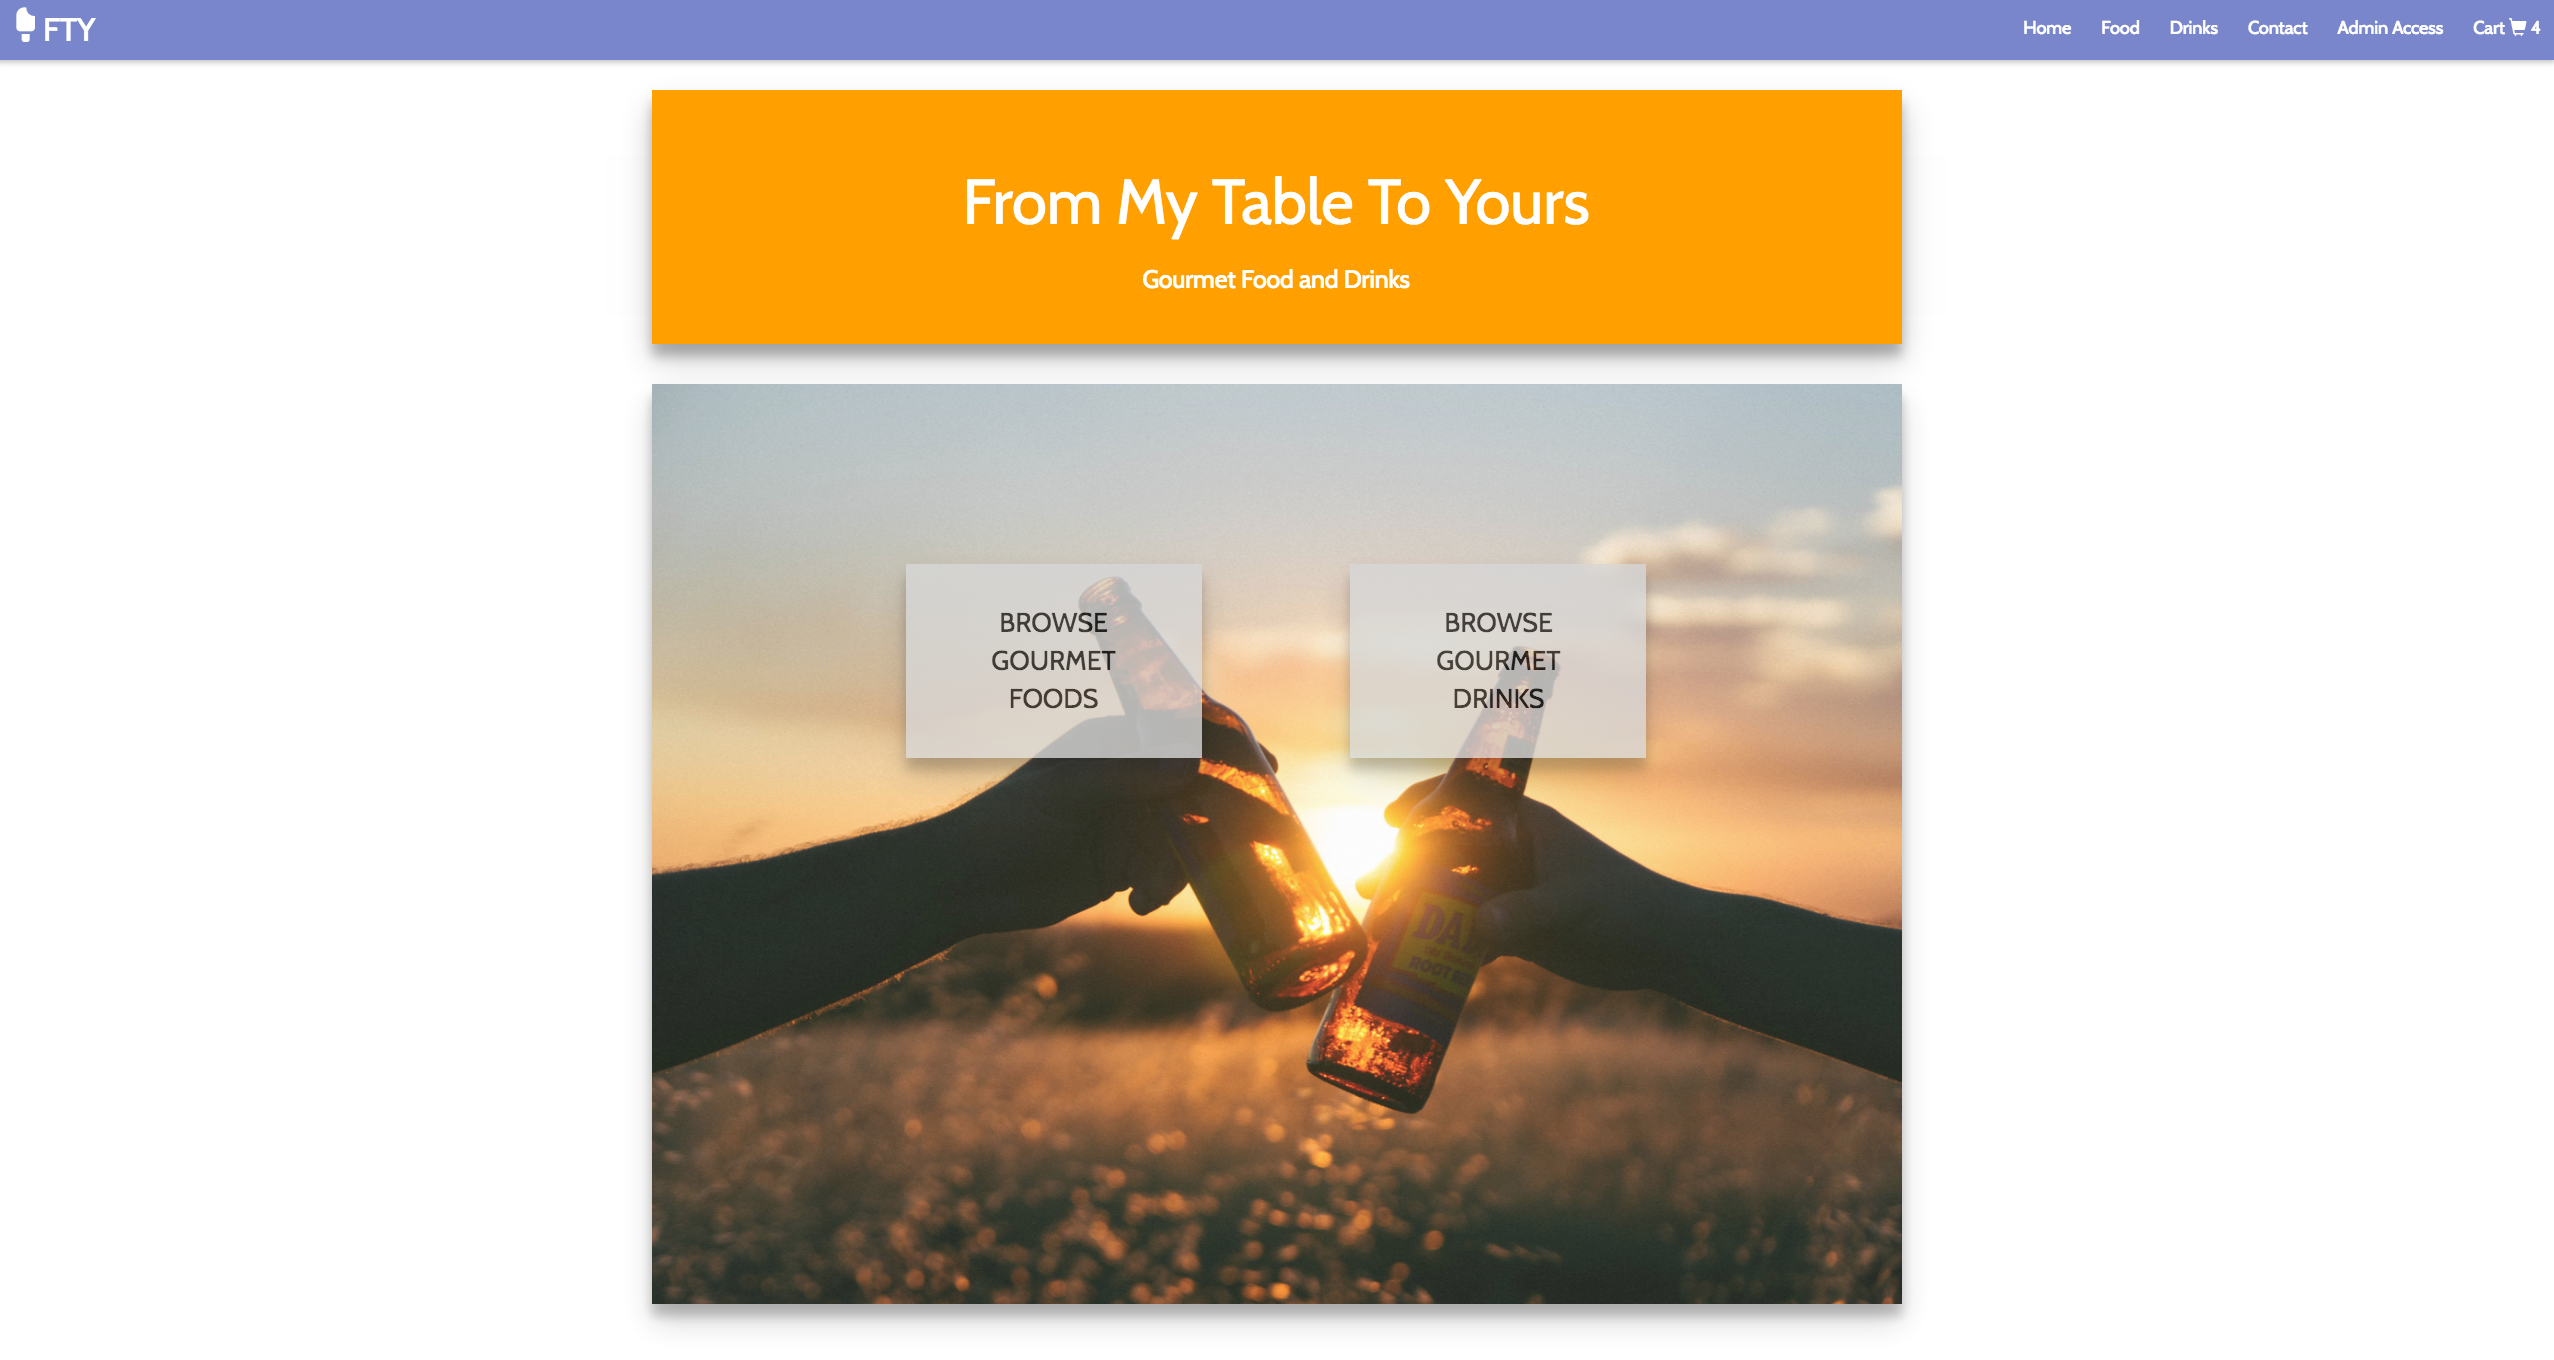 FTY
Home Food Drinks Contact Admin Access Cart 4
From My Table To Yours
Gourmet Food and Drinks
BROWSE
GOURMET
FOODS
BROWSE
GOURMET
DRINKS
ROOT